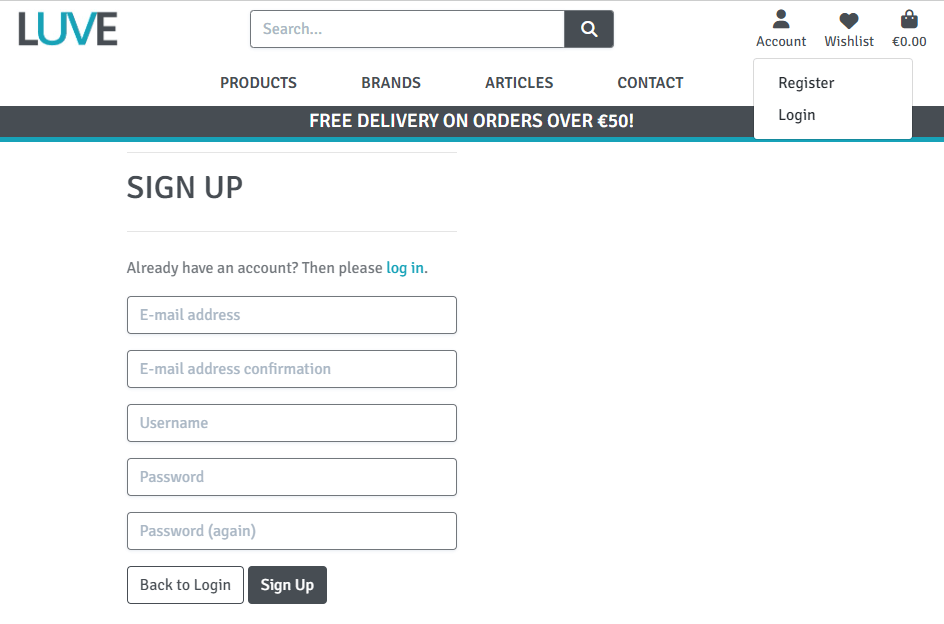 LUVE
Search...
Account
Wishlist
€0.00
PRODUCTS
BRANDS
ARTICLES
CONTACT
Register
Login
FREE DELIVERY ON ORDERS OVER €50!
SIGN UP
Already have an account? Then please log in.
E-mail address
E-mail address confirmation
Username
Password
Password (again)
Back to Login
Sign Up